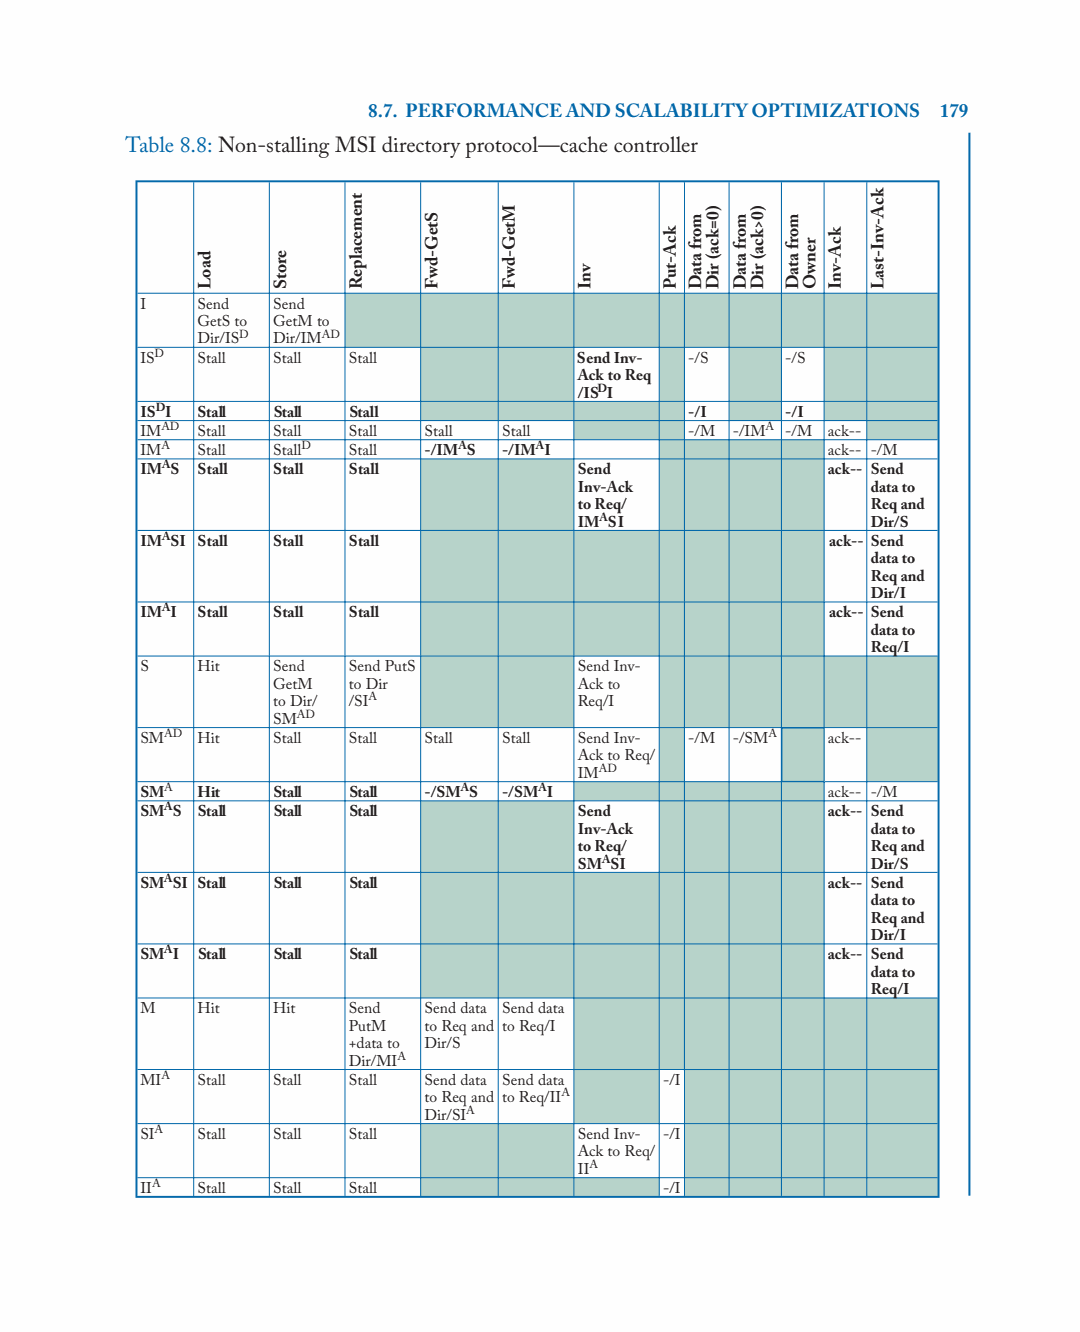 8.7. PERFORMANCE AND SCALABILITY OPTIMIZATIONS 179
Table 8.8: Non-stalling MSI directory protocol—cache controller
Load
Store
Replacement
Fwd-GetS
Fwd-GetM
Inv
Put-Ack
Data from
Dir (ack=0)
Data from
Dir (ack>0)
Data from
Owner
Inv-Ack
Last-Inv-Ack
I Send Send
GetS to GetM to
Dir/ISD Dir/IMAD
ISD Stall Stall Stall Send Inv- -/S -/S
Ack to Req
/ISDI
ISDI Stall Stall Stall -/I -/I
IMAD Stall Stall Stall Stall Stall -/M -/IMA -/M ack--
IMA Stall StallD Stall -/IMAS -/IMAI ack-- -/M
IMAS Stall Stall Stall Send ack-- Send
Inv-Ack data to
to Req/ Req and
IMASI Dir/S
IMASI Stall Stall Stall ack-- Send
data to
Req and
Dir/I
IMAI Stall Stall Stall ack-- Send
data to
Req/I
S Hit Send Send PutS Send Inv-
GetM to Dir Ack to
to Dir/ /SIA Req/I
SMAD
SMAD Hit Stall Stall Stall Stall Send Inv- -/M -/SMA ack--
Ack to Req/
IMAD
SMA Hit Stall Stall -/SMAS -/SMAI ack-- -/M
SMAS Stall Stall Stall Send ack-- Send
Inv-Ack data to
to Req/ Req and
SMASI Dir/S
SMASI Stall Stall Stall ack-- Send
data to
Req and
Dir/I
SMAI Stall Stall Stall ack-- Send
data to
Req/I
M Hit Hit Send Send data Send data
PutM to Req and to Req/I
+data to Dir/S
Dir/MIA
MIA Stall Stall Stall Send data Send data -/I
to Req and to Req/IIA
Dir/SIA
SIA Stall Stall Stall Send Inv- -/I
Ack to Req/
IIA
IIA Stall Stall Stall -/I